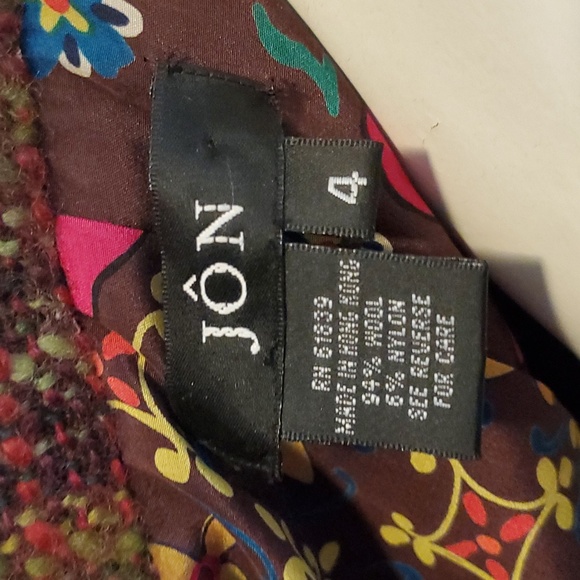 JÔN
4
RN 61839
MADE IN HONG KONG
94% WOOL
6% NYLON
SEE REVERSE
FOR CARE